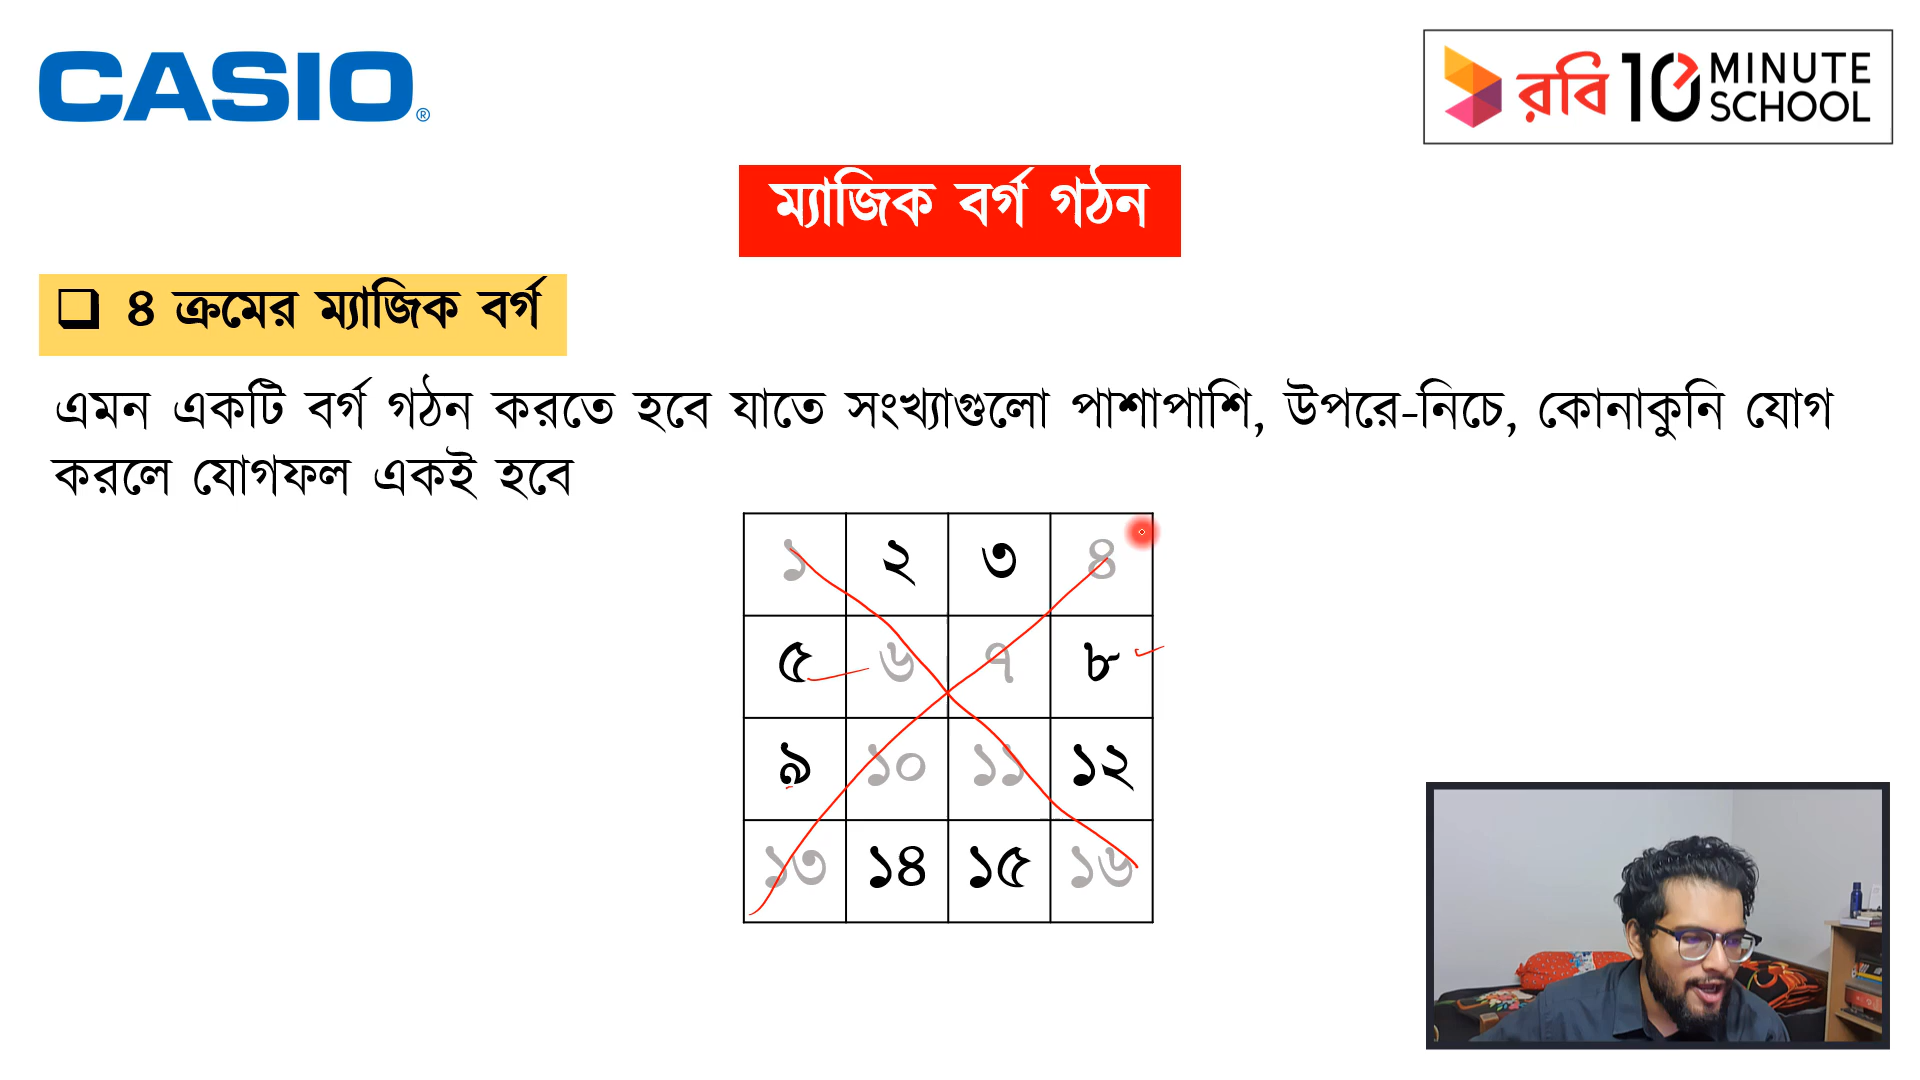 CASIO®
রবি 10 MINUTE SCHOOL
ম্যাজিক বর্গ গঠন
❑ ৪ ক্রমের ম্যাজিক বর্গ
এমন একটি বর্গ গঠন করতে হবে যাতে সংখ্যাগুলো পাশাপাশি, উপরে-নিচে, কোনাকুনি যোগ
করলে যোগফল একই হবে
১ ২ ৩ ৪
৫ ৬ ৭ ৮
৯ ১০ ১১ ১২
১৩ ১৪ ১৫ ১৬